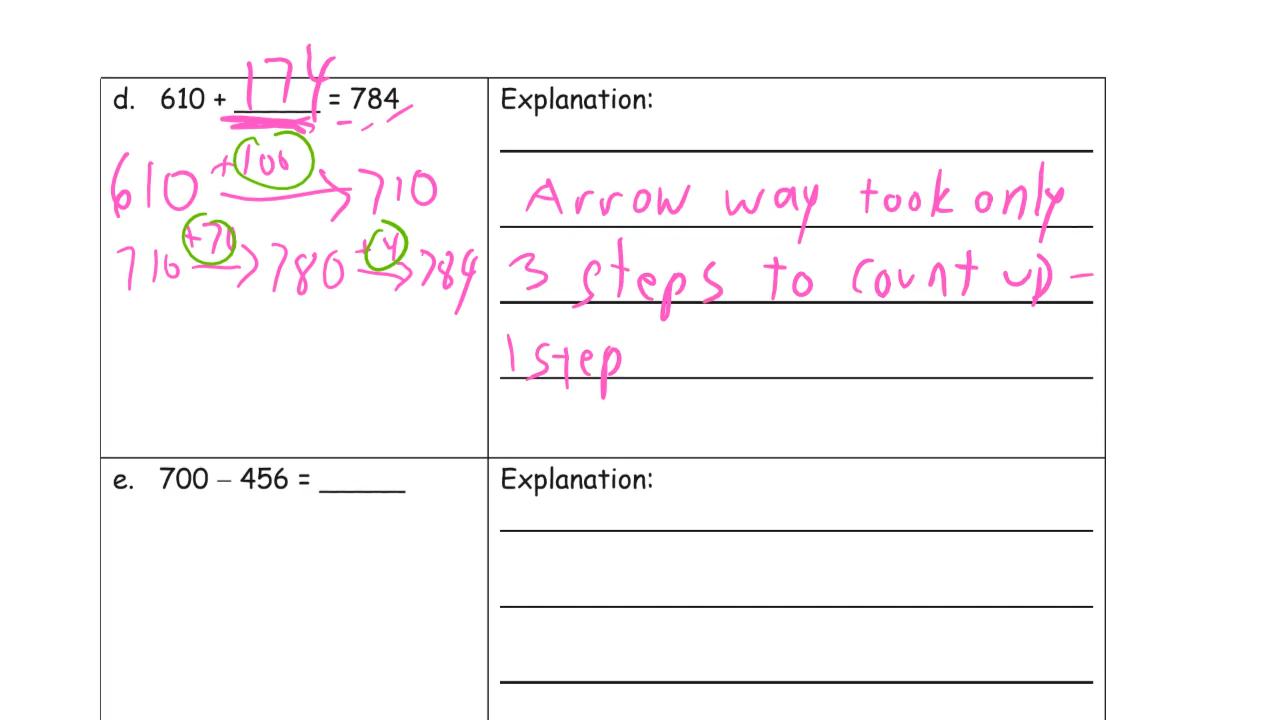 d. 610 + 174 = 784
610 +100 → 710
710 +70 → 780 +4 → 784
Explanation:
Arrow way took only
3 steps to count up -
1 step
e. 700 – 456 = ______
Explanation: